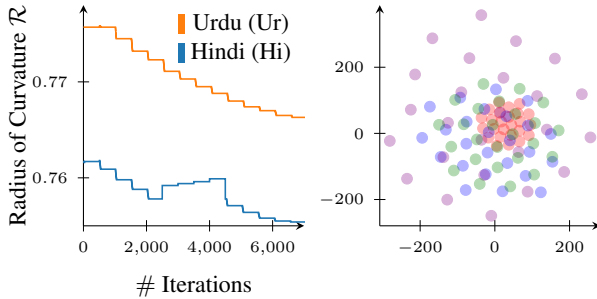 Urdu (Ur)
Hindi (Hi)
Radius of Curvature ℛ
0.77
0.76
0 2,000 4,000 6,000
# Iterations
200
0
−200
−200 0 200